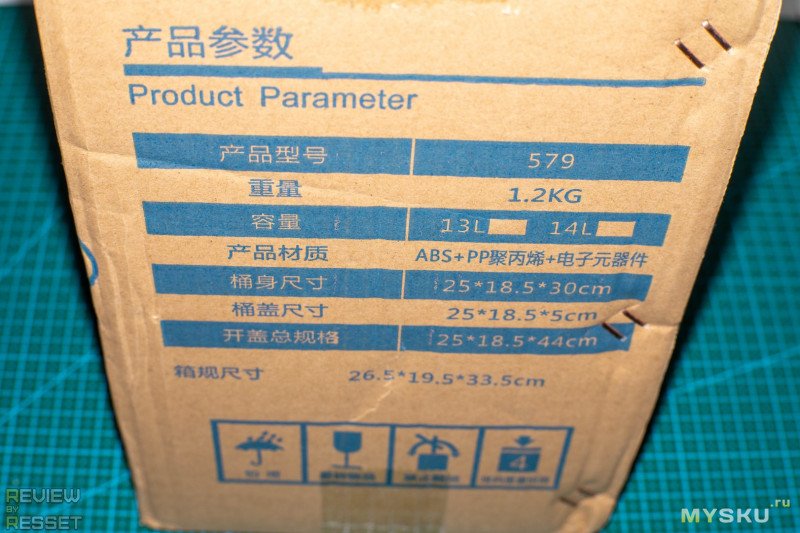 产品参数
Product Parameter
产品型号 579
重量 1.2KG
容量 13L 14L
产品材质 ABS+PP聚丙烯+电子元器件
桶身尺寸 25*18.5*30cm
桶盖尺寸 25*18.5*5cm
开盖总规格 25*18.5*44cm
箱规尺寸 26.5*19.5*33.5cm
4
REVIEW
BY
RESSET
MYSKU.ru